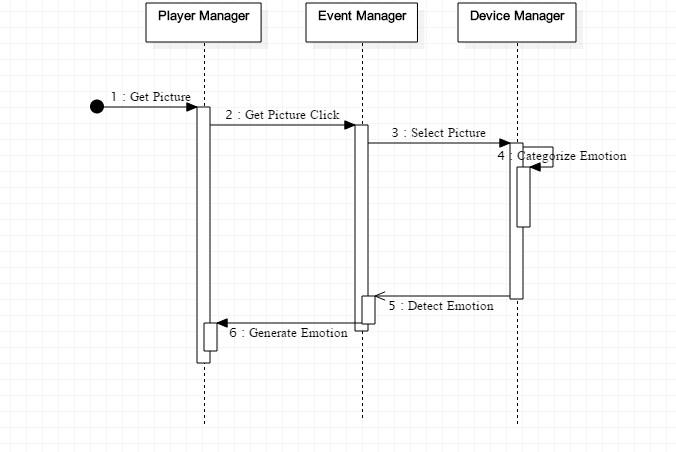 Player Manager
Event Manager
Device Manager
1 : Get Picture
2 : Get Picture Click
3 : Select Picture
4 : Categorize Emotion
5 : Detect Emotion
6 : Generate Emotion